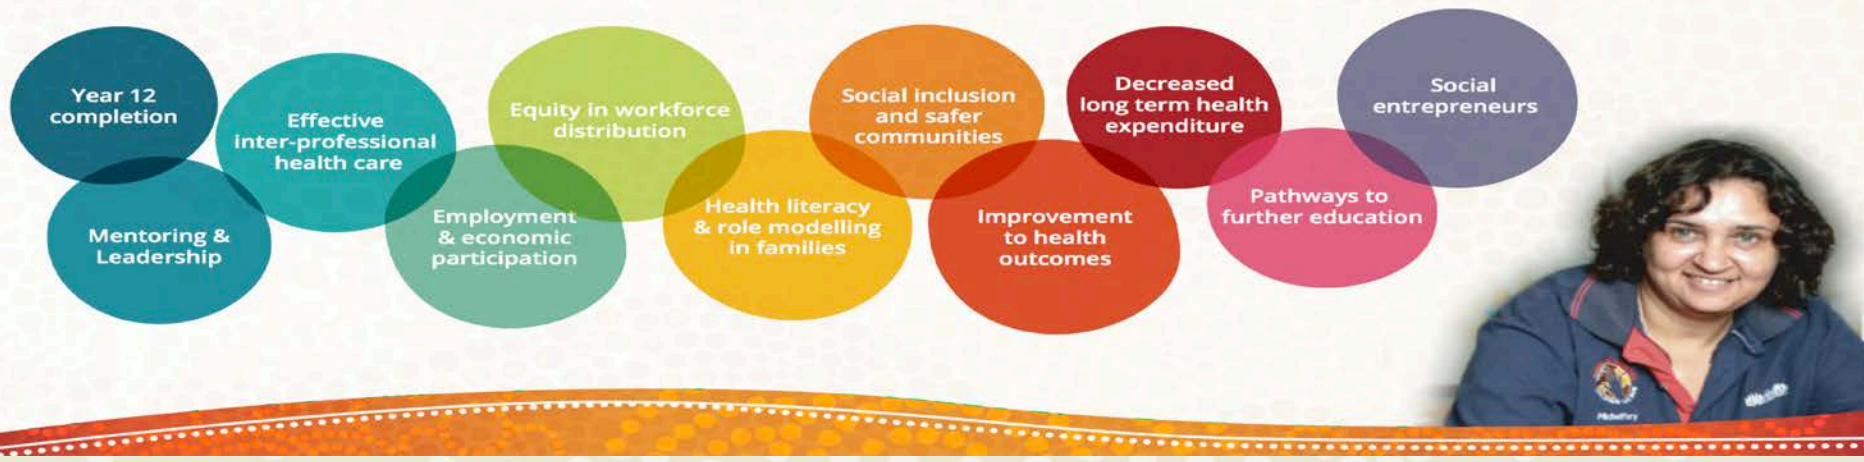 Year 12
completion
Mentoring &
Leadership
Effective
inter-professional
health care
Employment
& economic
participation
Equity in workforce
distribution
Health literacy
& role modelling
in families
Social inclusion
and safer
communities
Improvement
to health
outcomes
Decreased
long term health
expenditure
Pathways to
further education
Social
entrepreneurs
Midwifery